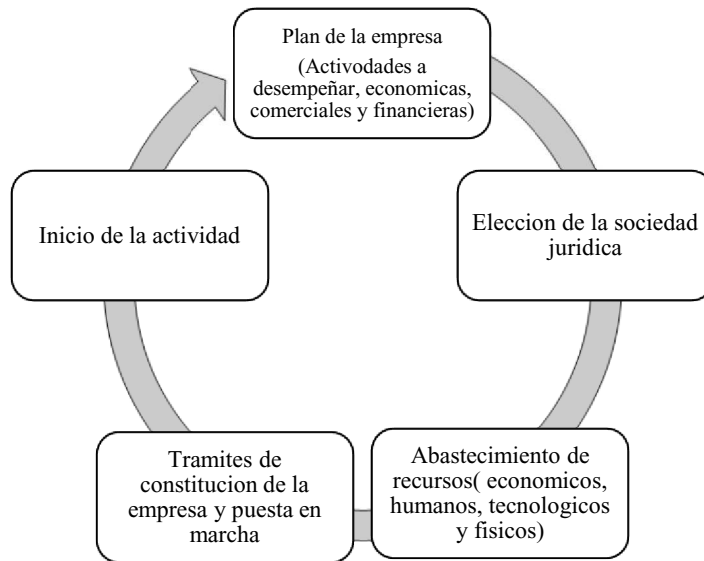 Plan de la empresa
(Activodades a
desempeñar, economicas,
comerciales y financieras)
Eleccion de la sociedad
juridica
Abastecimiento de
recursos( economicos,
humanos, tecnologicos
y fisicos)
Tramites de
constitucion de la
empresa y puesta en
marcha
Inicio de la actividad